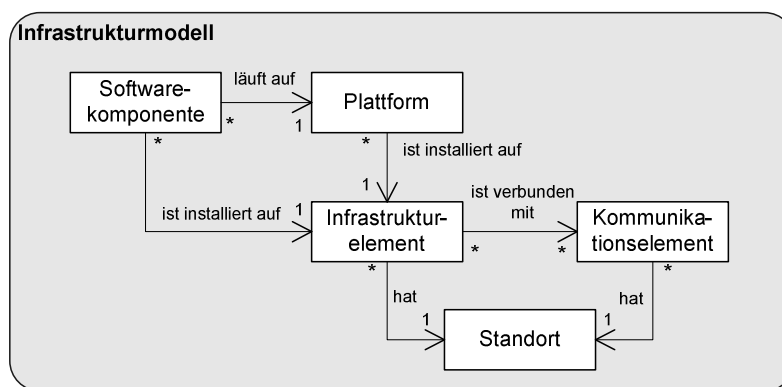 Infrastrukturmodell
Software-
komponente
läuft auf
*
1
Plattform
*
*
ist installiert auf
1
ist installiert auf
1
Infrastruktur-
element
ist verbunden
mit
*
*
Kommunika-
tionselement
*
*
hat
hat
1
1
Standort